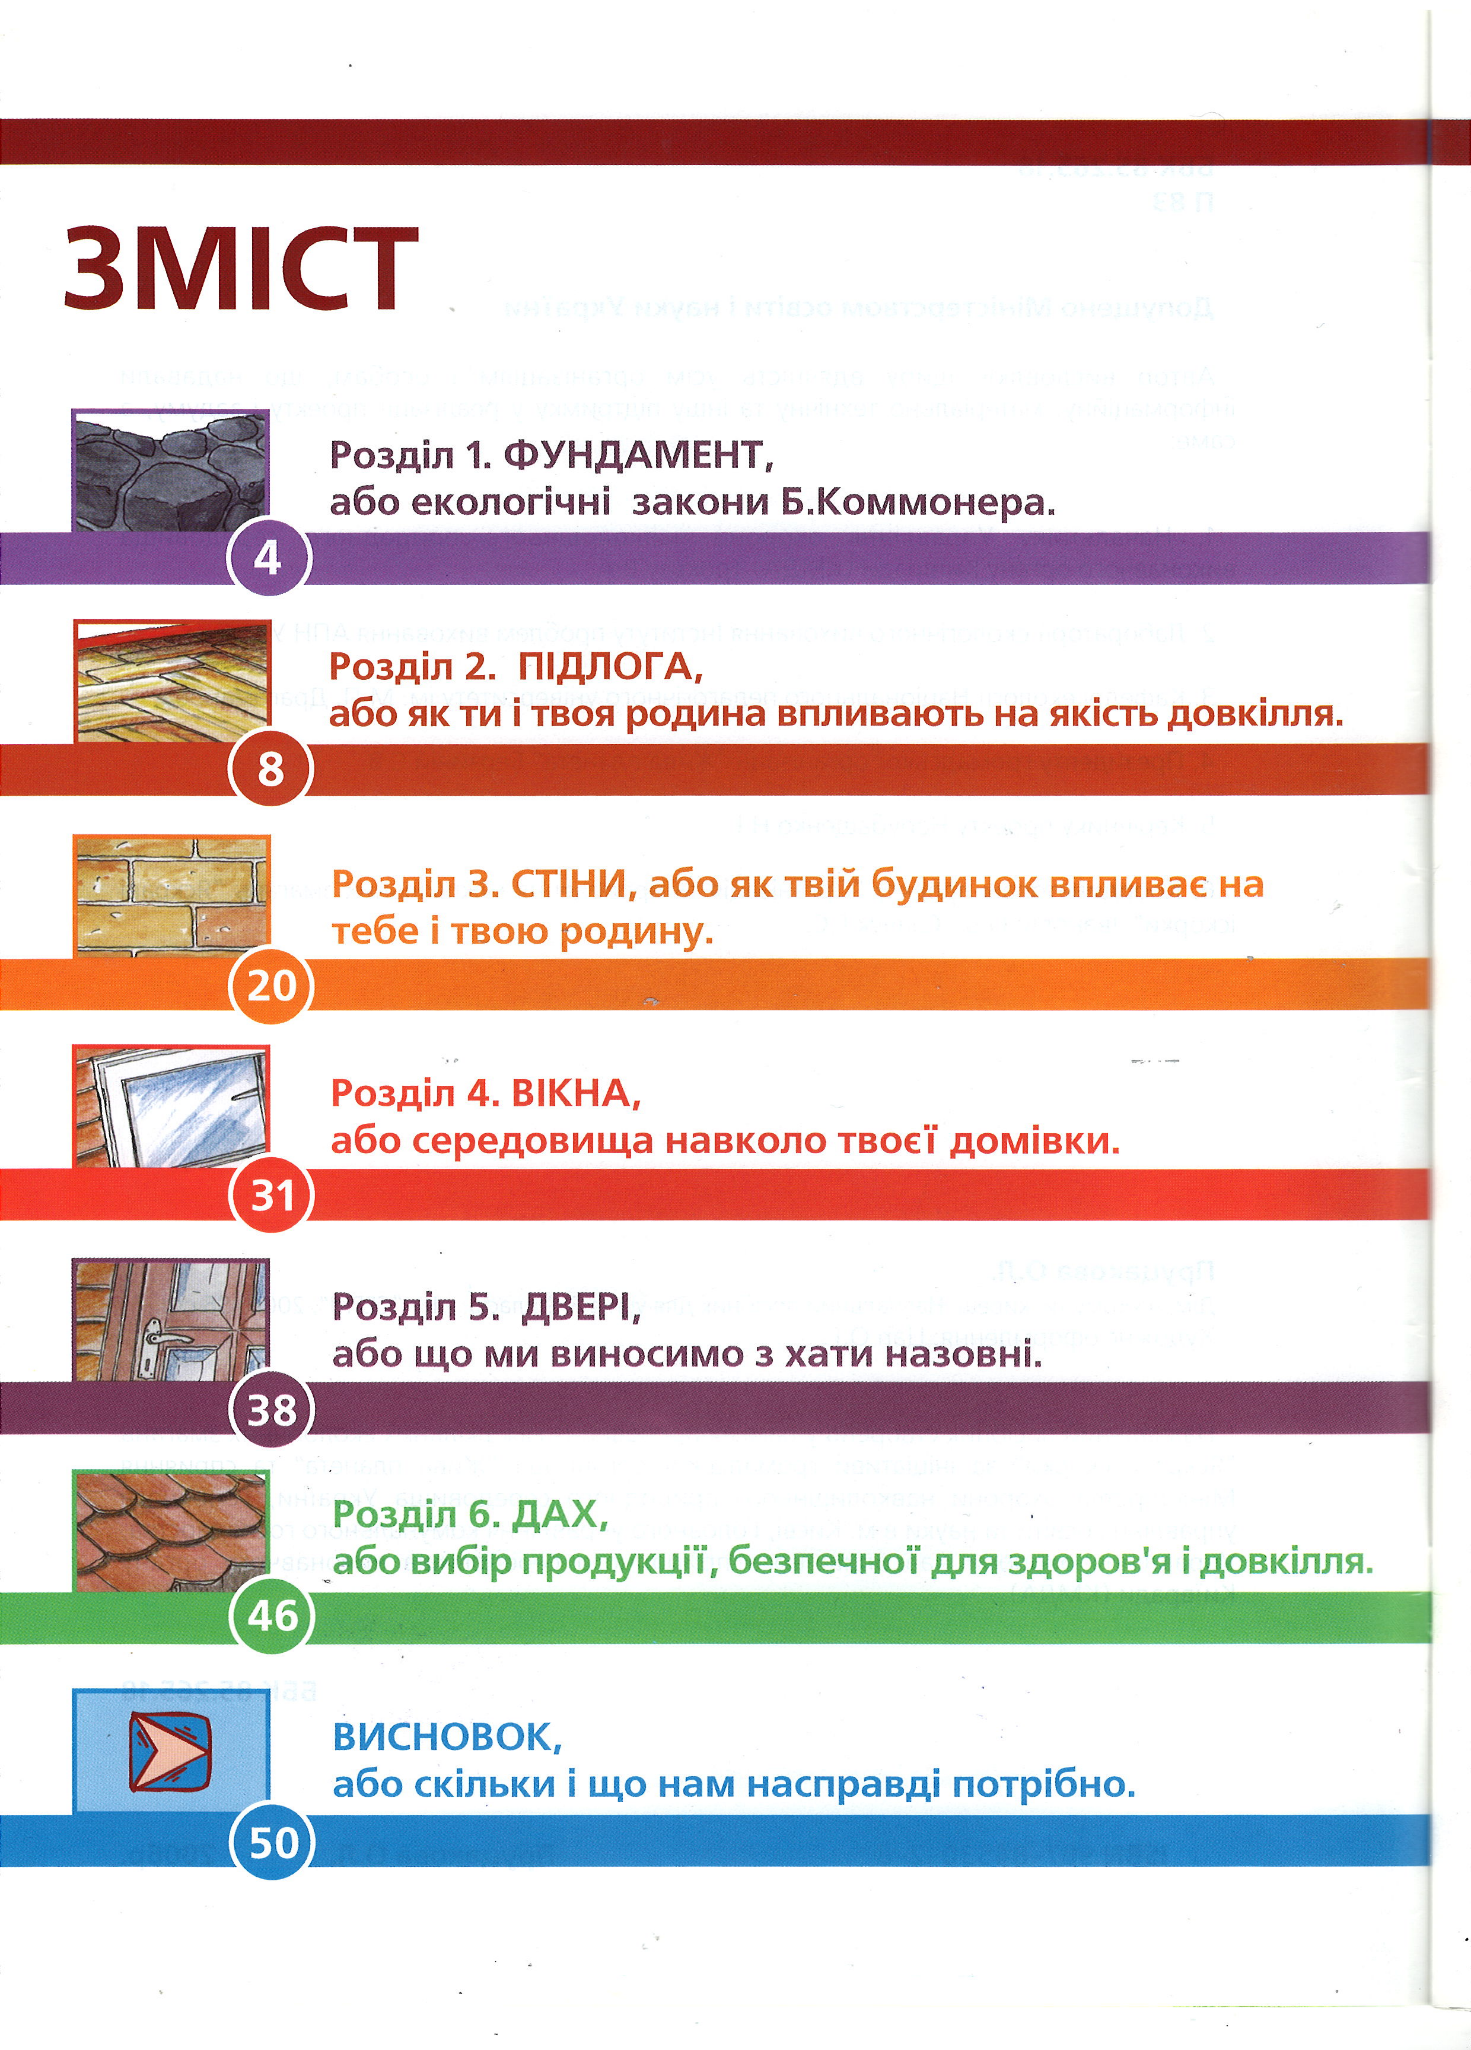 ЗМІСТ
Розділ 1. ФУНДАМЕНТ,
або екологічні закони Б.Коммонера.
4
Розділ 2. ПІДЛОГА,
або як ти і твоя родина впливають на якість довкілля.
8
Розділ 3. СТІНИ, або як твій будинок впливає на
тебе і твою родину.
20
Розділ 4. ВІКНА,
або середовища навколо твоєї домівки.
31
Розділ 5. ДВЕРІ,
або що ми виносимо з хати назовні.
38
Розділ 6. ДАХ,
або вибір продукції, безпечної для здоров'я і довкілля.
46
ВИСНОВОК,
або скільки і що нам насправді потрібно.
50